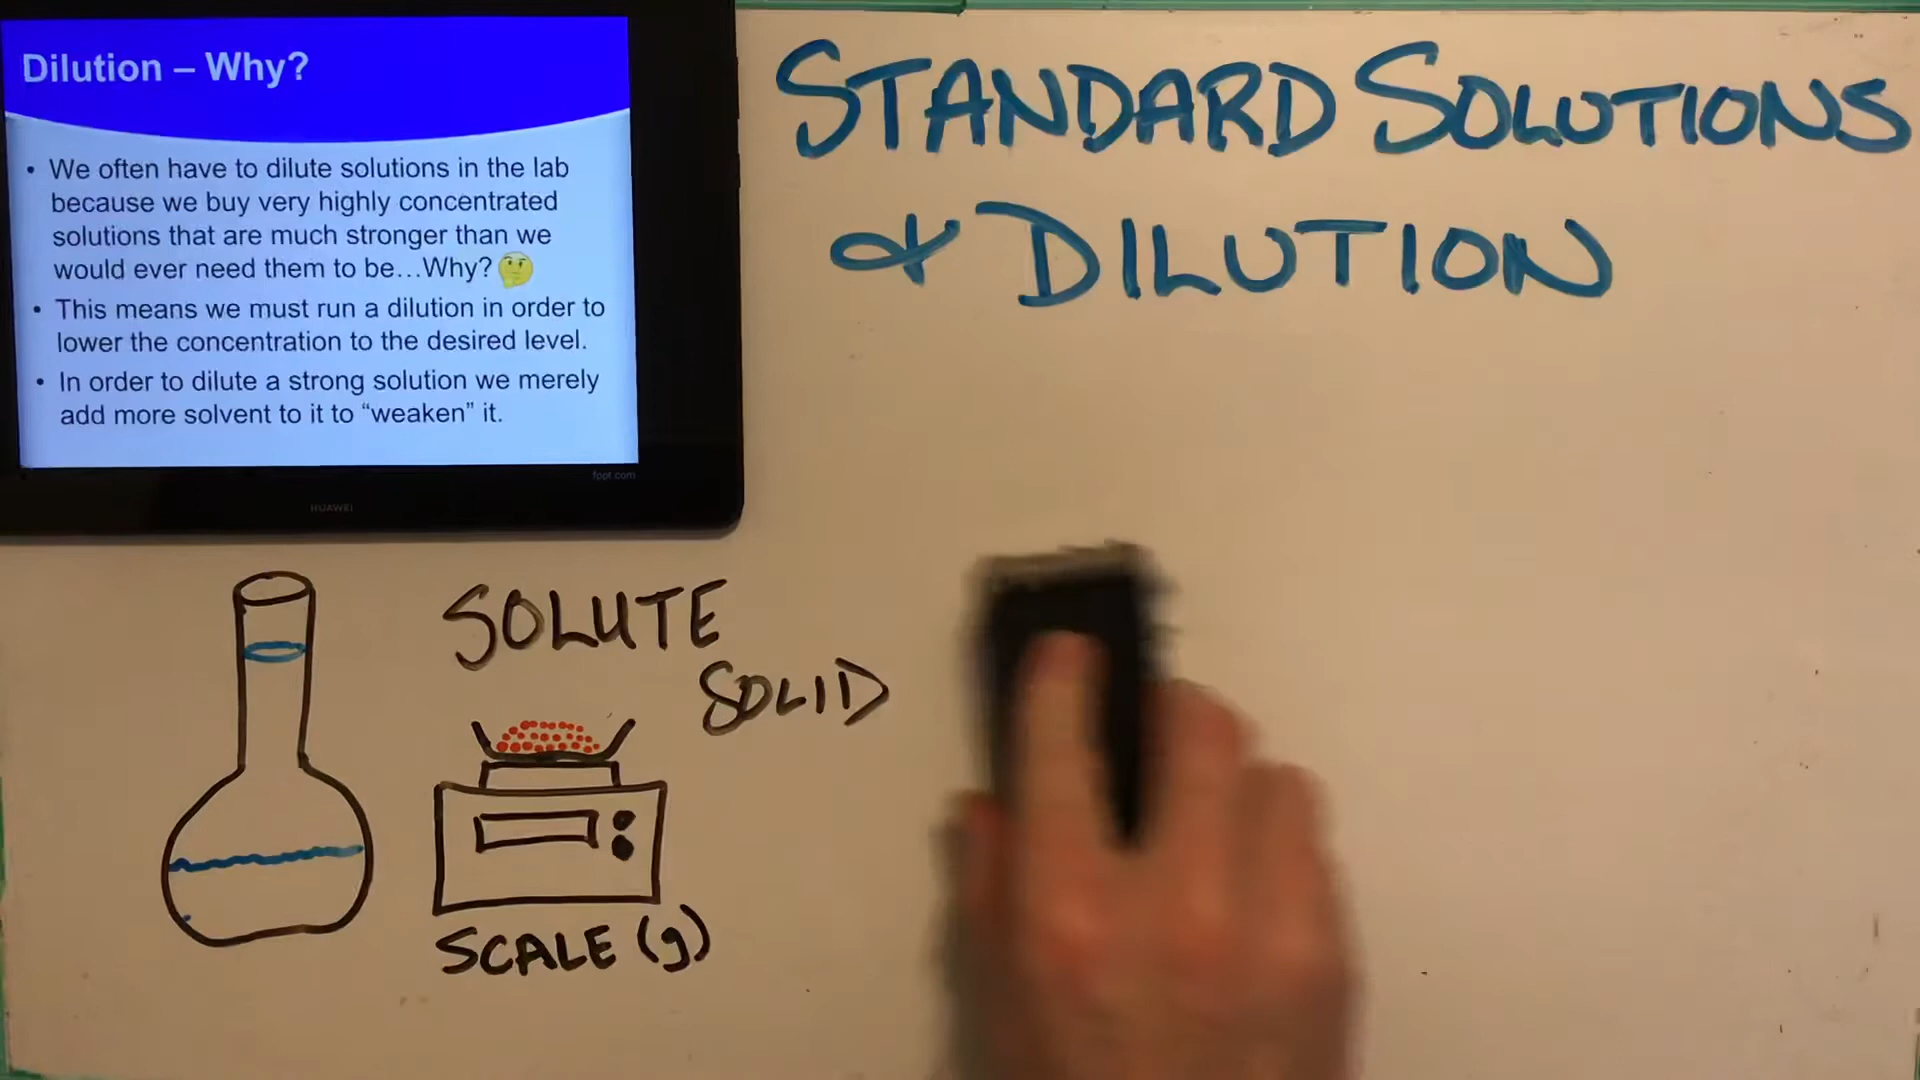 Dilution – Why?
• We often have to dilute solutions in the lab
because we buy very highly concentrated
solutions that are much stronger than we
would ever need them to be…Why? 🤔
• This means we must run a dilution in order to
lower the concentration to the desired level.
• In order to dilute a strong solution we merely
add more solvent to it to “weaken” it.
fppt.com
HUAWEI
STANDARD SOLUTIONS
& DILUTION
SOLUTE
SOLID
SCALE (g)